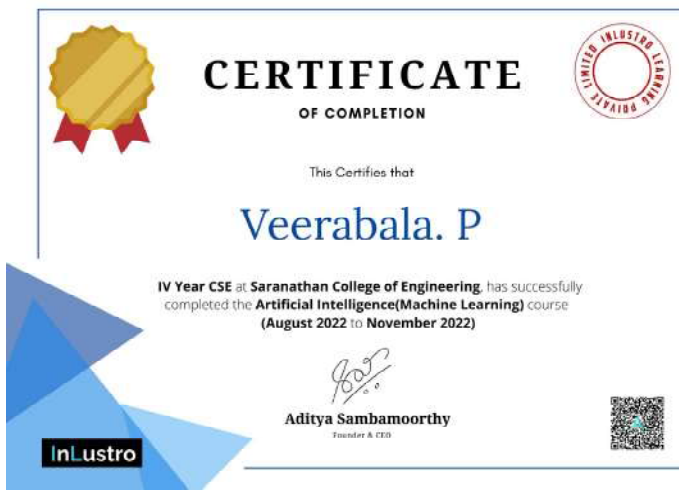 CERTIFICATE
OF COMPLETION
INLUSTRO LEARNING PRIVATE LIMITED
This Certifies that
Veerabala. P
IV Year CSE at Saranathan College of Engineering, has successfully
completed the Artificial Intelligence(Machine Learning) course
(August 2022 to November 2022)
Aditya Sambamoorthy
Founder & CEO
InLustro